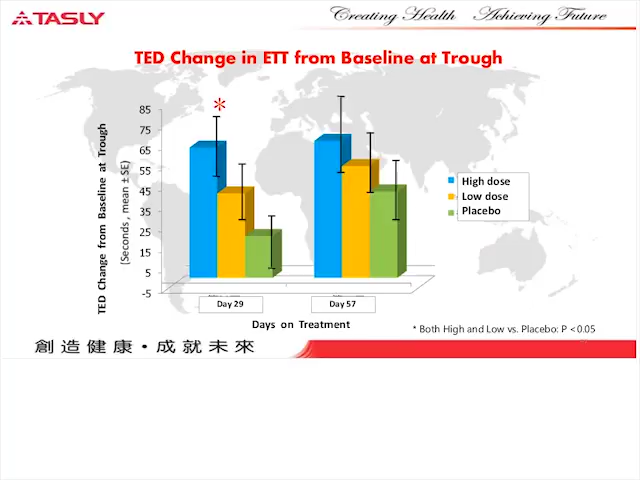 TASLY
Creating Health Achieving Future
TED Change in ETT from Baseline at Trough
TED Change from Baseline at Trough
(Seconds , mean ± SE)
85
75
65
55
45
35
25
15
5
-5
*
High dose
Low dose
Placebo
Day 29
Day 57
Days on Treatment
* Both High and Low vs. Placebo: P <0.05
創造健康·成就未來